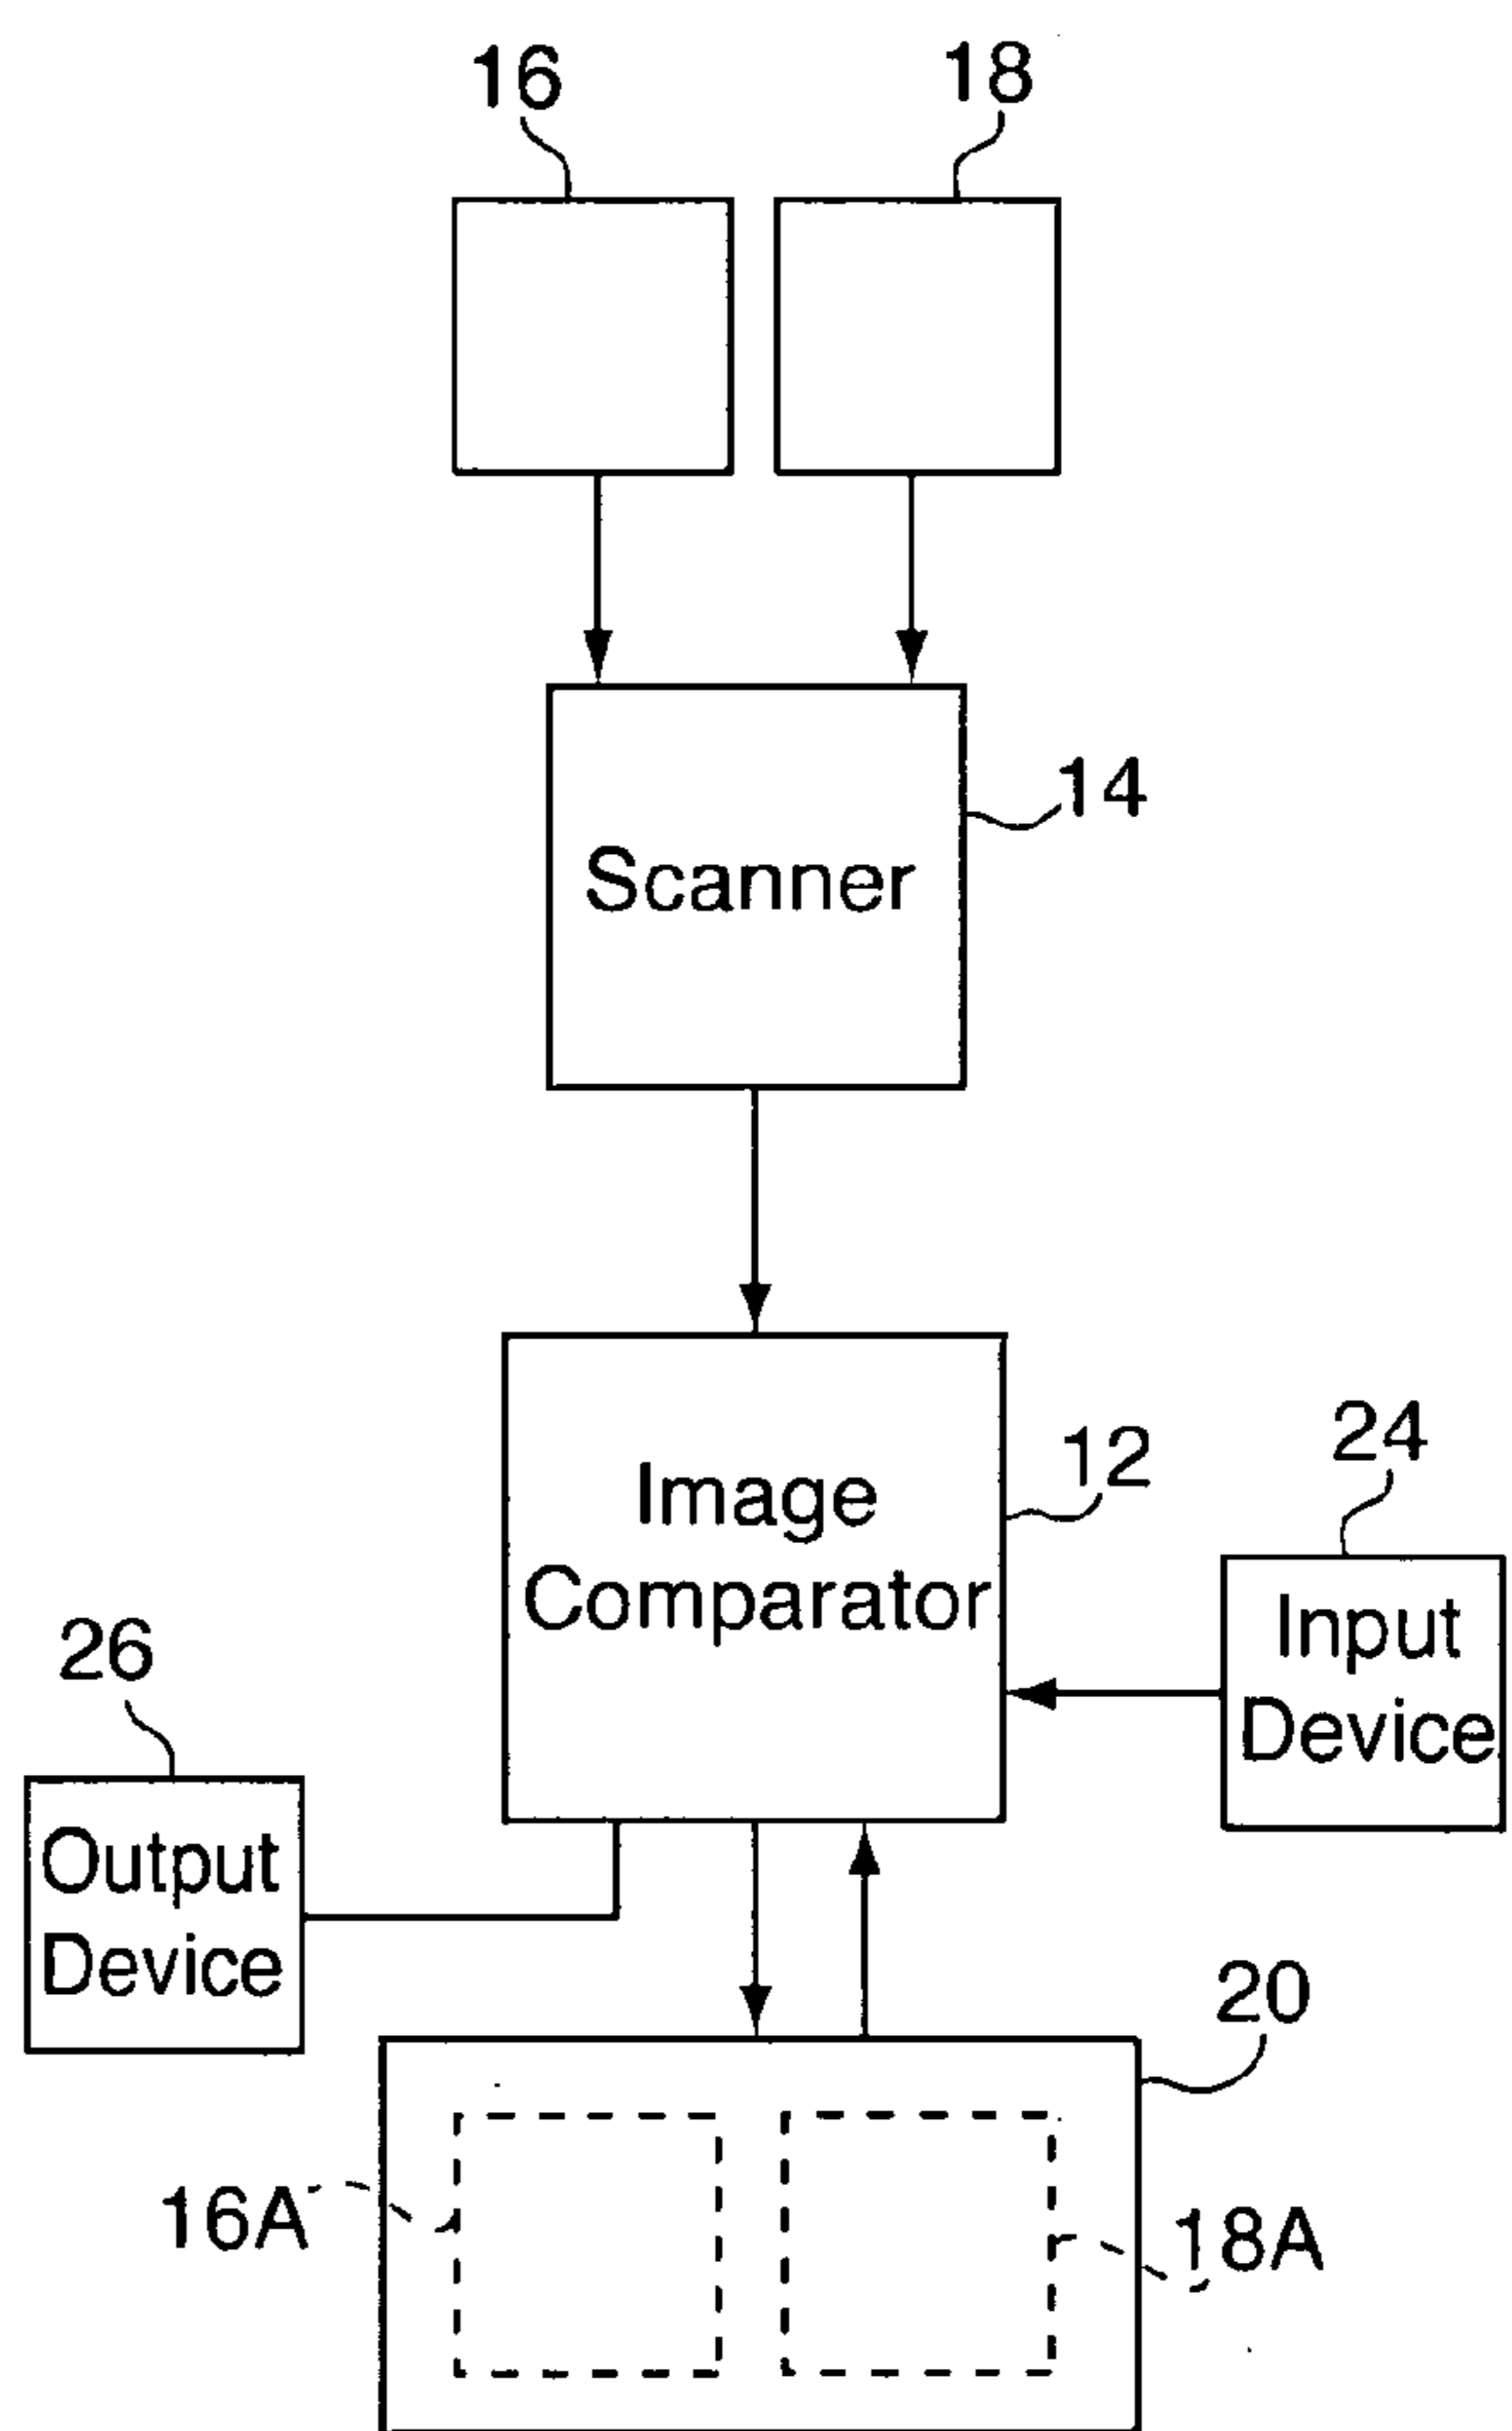 16
18
14
Scanner
12
24
Image
Comparator
Input
Device
26
Output
Device
20
16A
18A